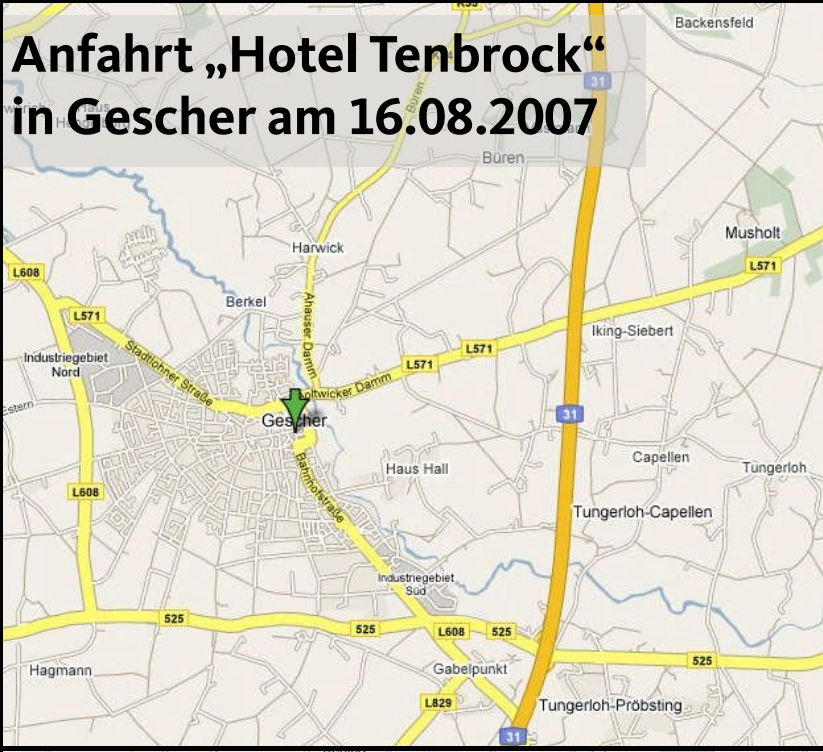 Anfahrt „Hotel Tenbrock“
in Gescher am 16.08.2007
Backensfeld
31
Büren
Büren
Musholt
Harwick
L608
L571
Berkel
Ahauser Damm
L571
Iking-Siebert
Industriegebiet
Nord
Stadtlohner Straße
L571
L571
Damm
Estern
31
Gescher
Haus Hall
Capellen
Tungerloh
L608
Bahnhofstraße
Tungerloh-Capellen
Industriegebiet
Süd
525
525
L608
525
525
Hagmann
Gabelpunkt
L829
Tungerloh-Pröbsting
31